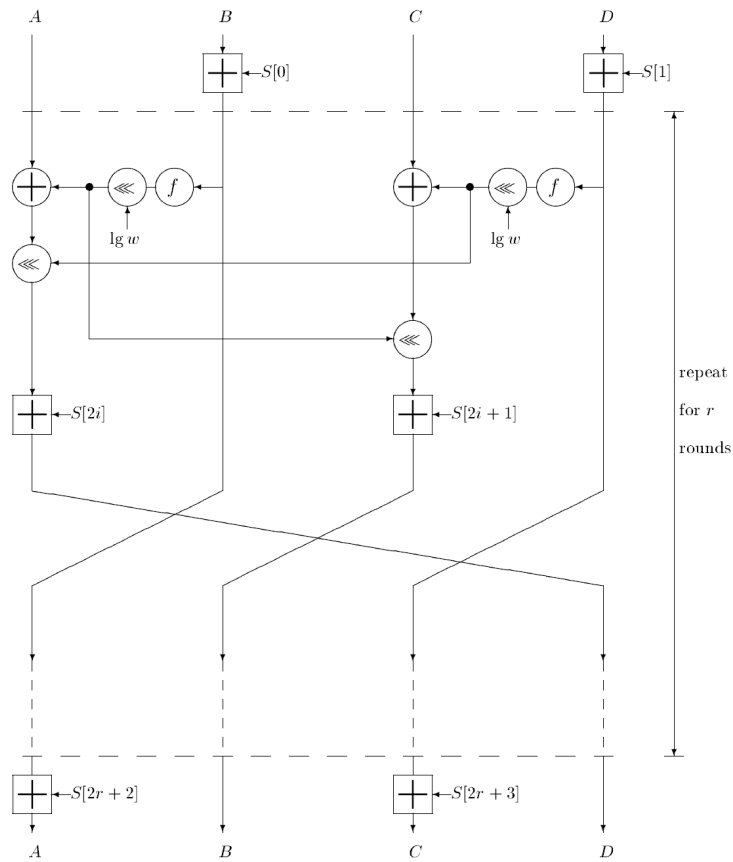 A B C D
S[0] S[1]
f f
lg w lg w
repeat
S[2i] S[2i + 1]
for r
rounds
S[2r + 2] S[2r + 3]
A B C D